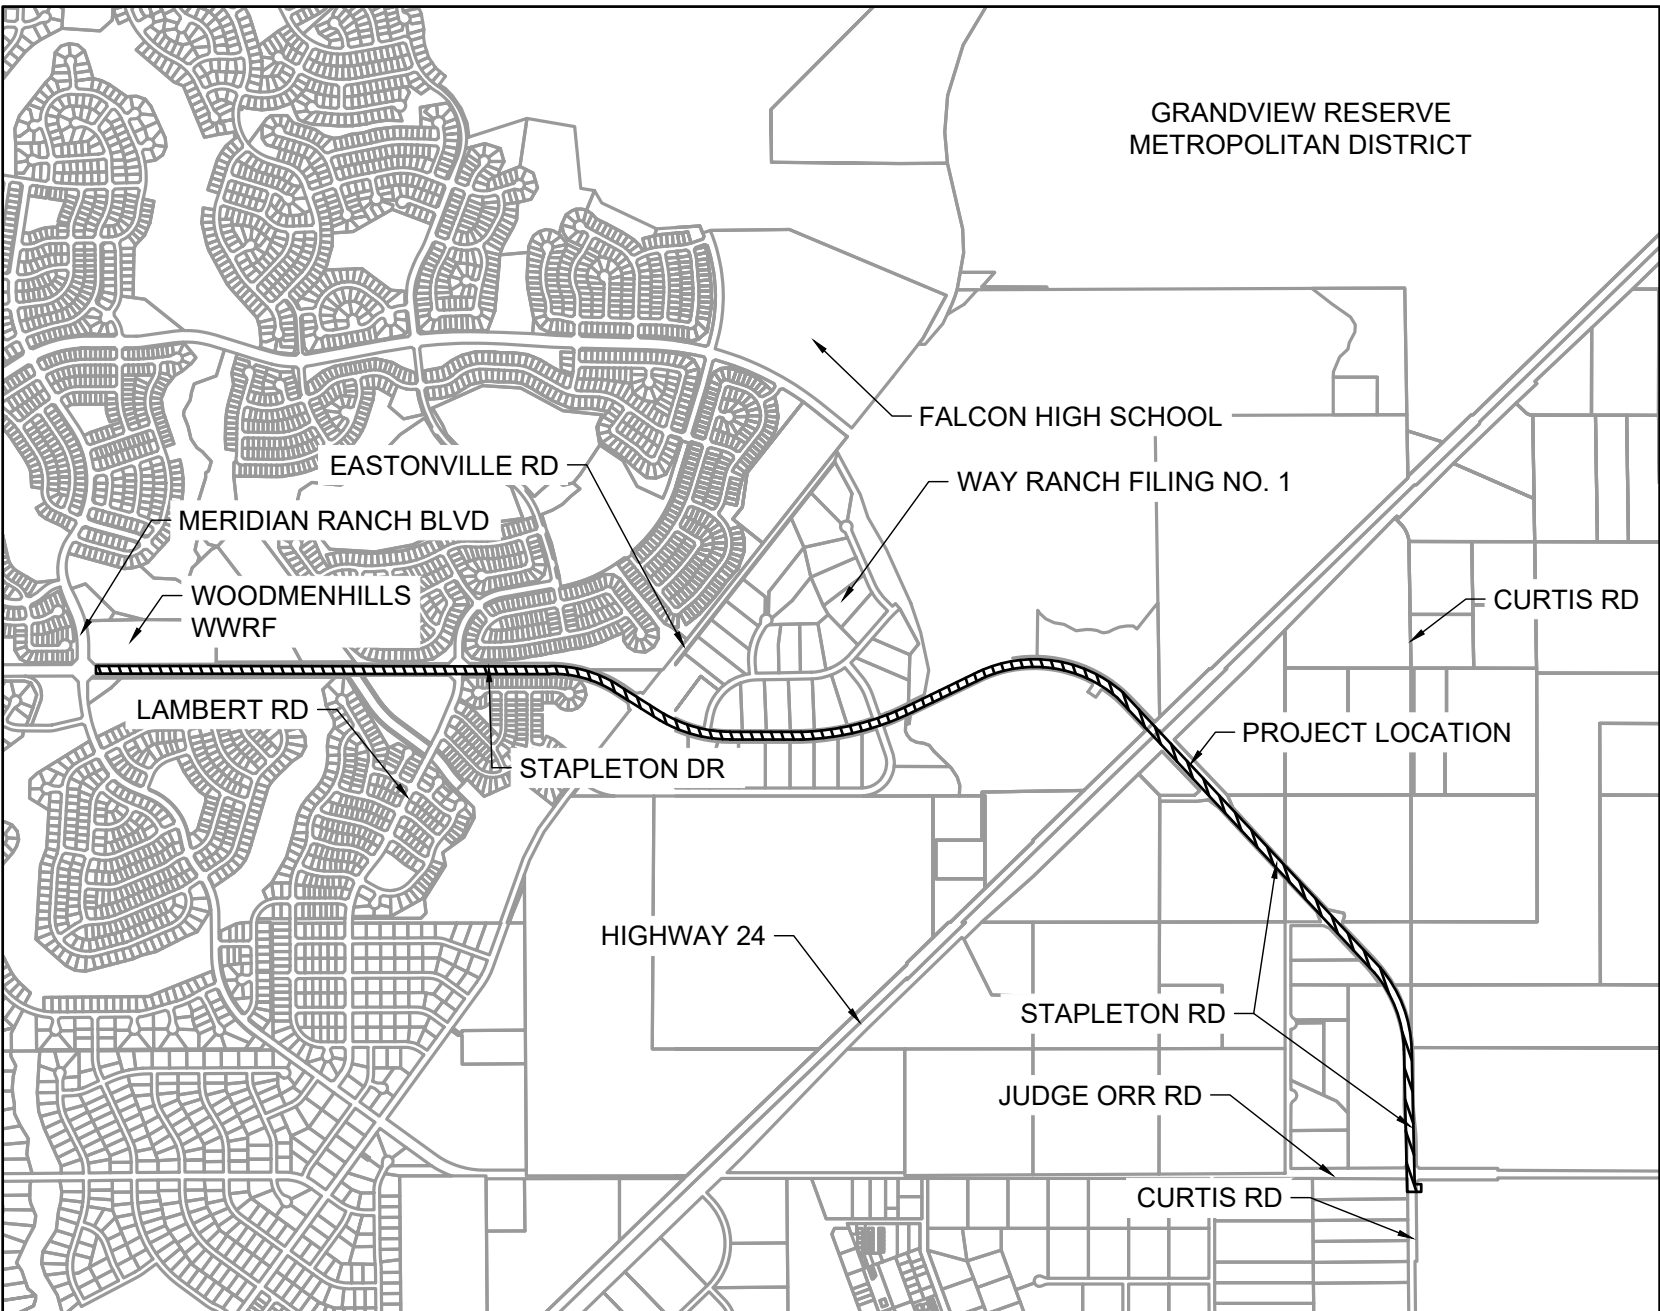 GRANDVIEW RESERVE
METROPOLITAN DISTRICT
FALCON HIGH SCHOOL
EASTONVILLE RD
WAY RANCH FILING NO. 1
MERIDIAN RANCH BLVD
WOODMENHILLS
WWRF
CURTIS RD
LAMBERT RD
PROJECT LOCATION
STAPLETON DR
HIGHWAY 24
STAPLETON RD
JUDGE ORR RD
CURTIS RD